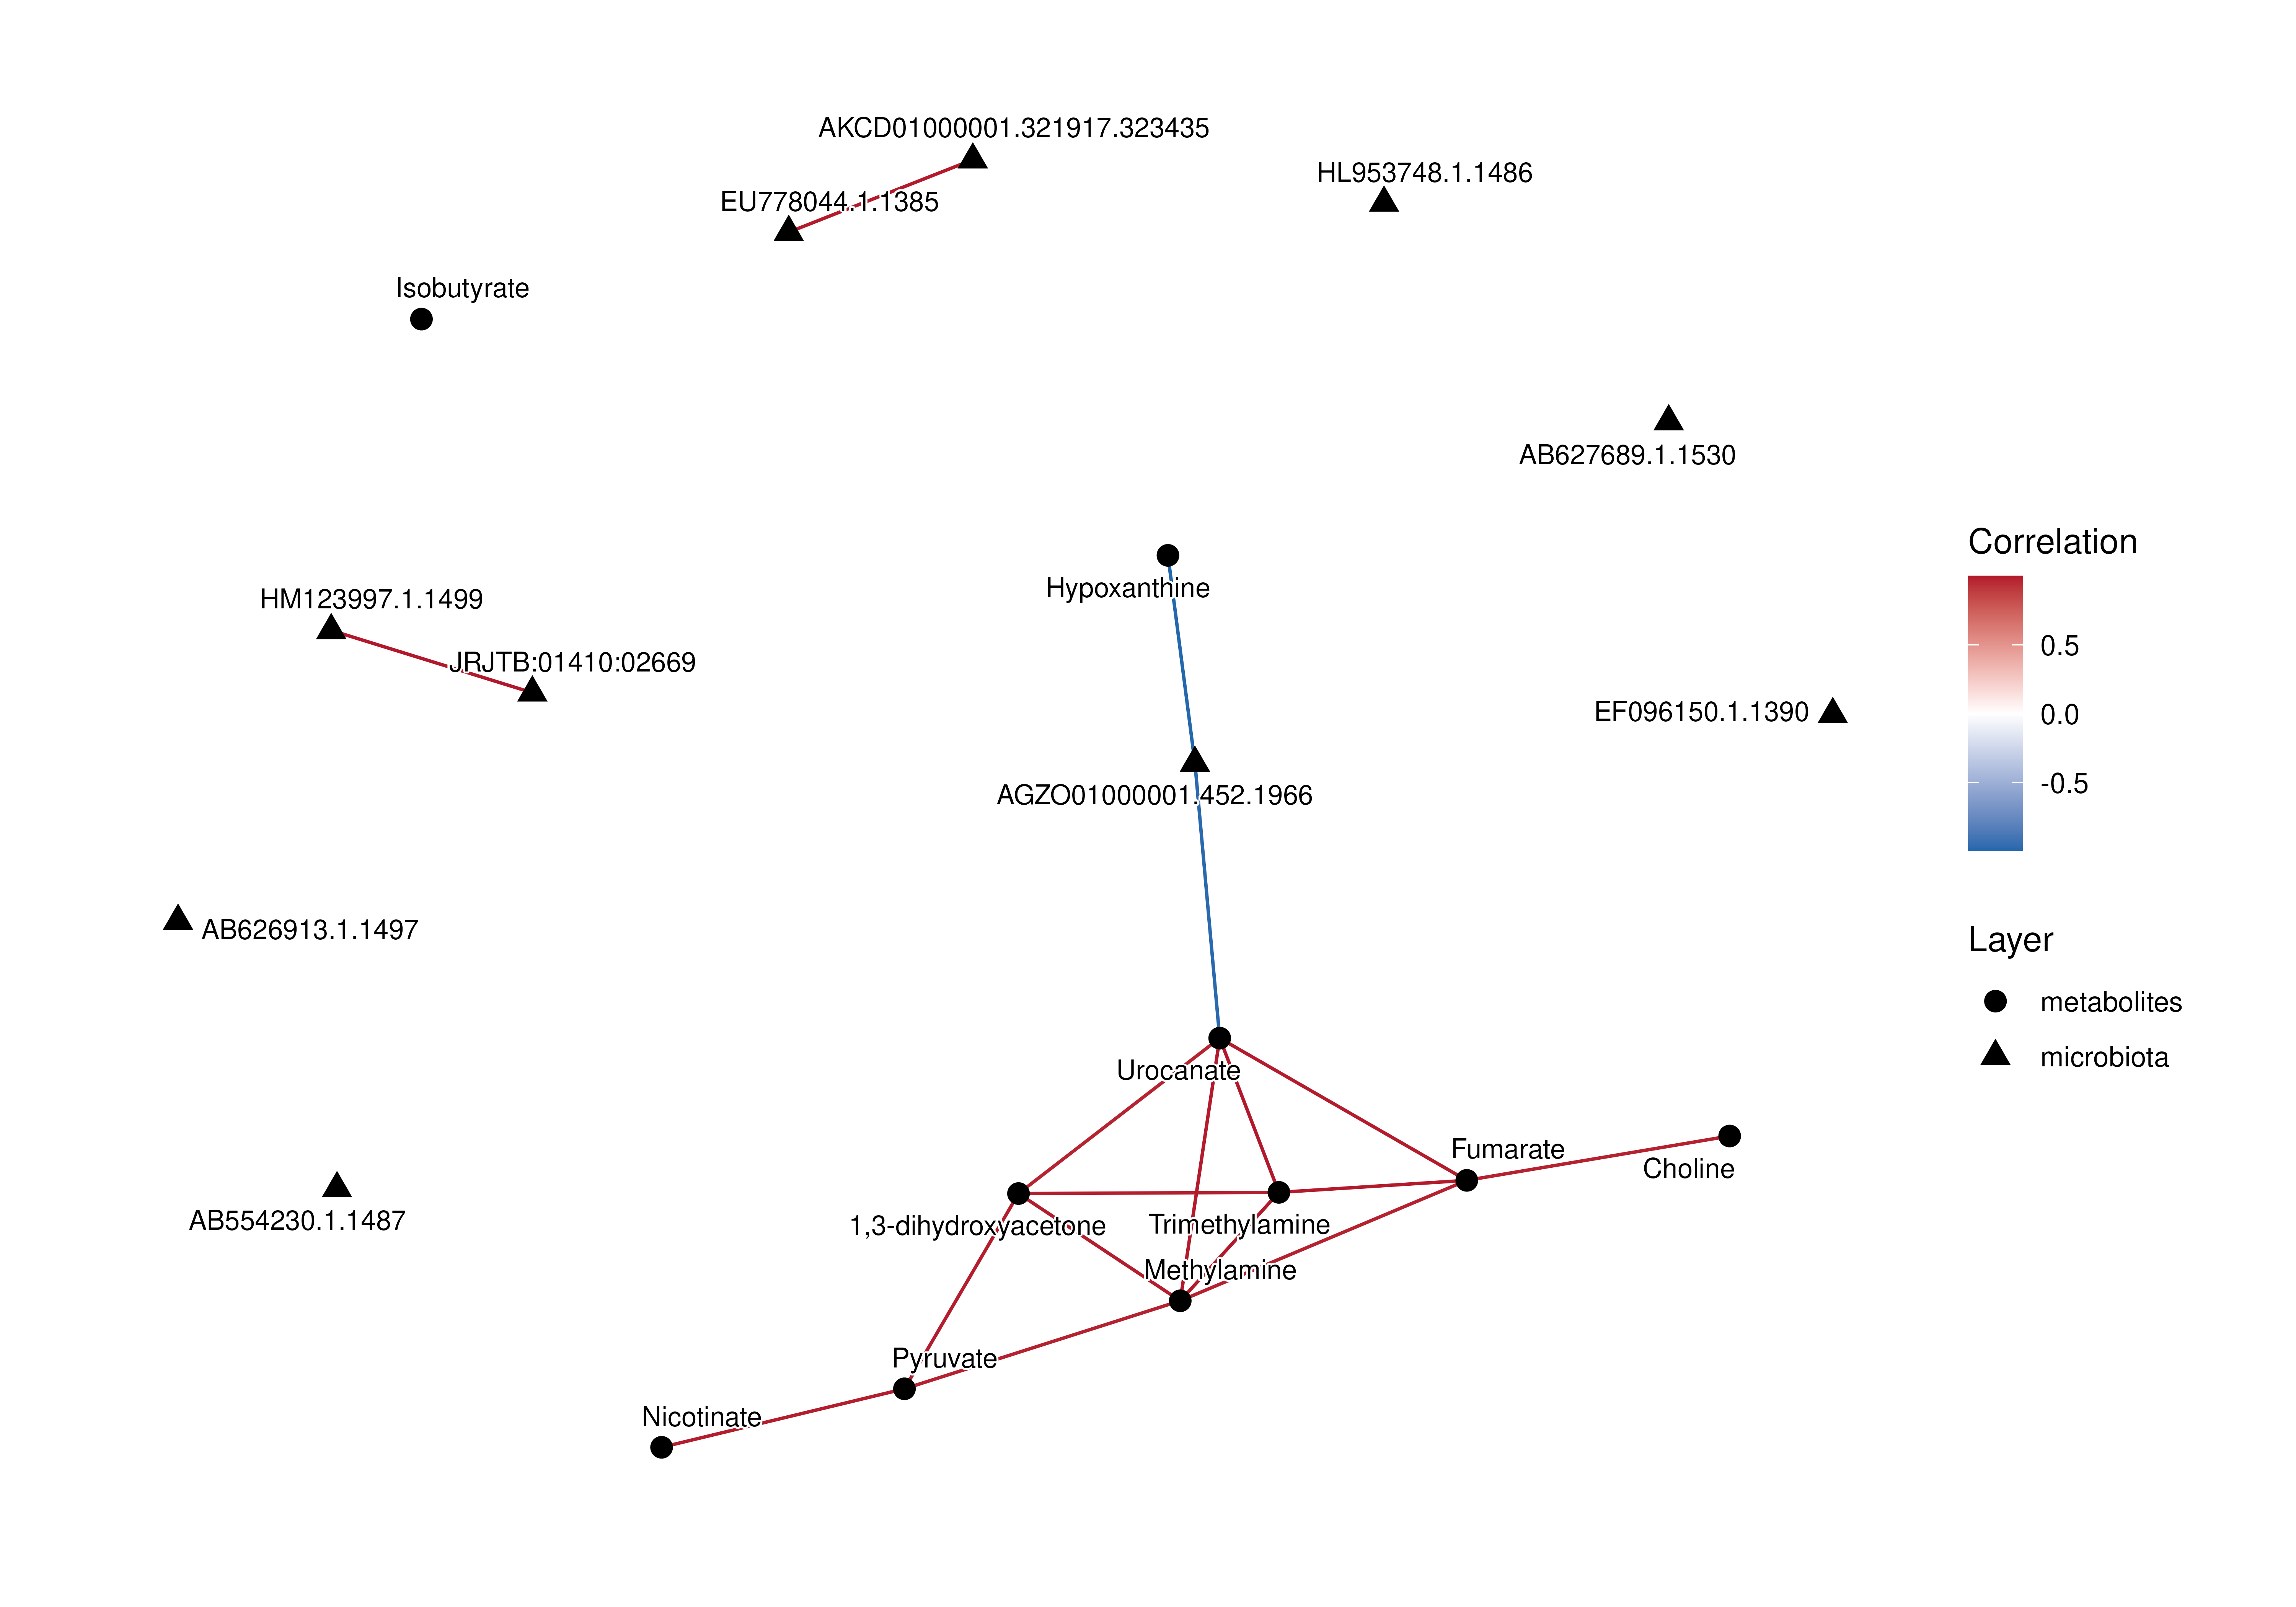 AKCD01000001.321917.323435
HL953748.1.1486
EU778044.1.1385
Isobutyrate
AB627689.1.1530
Hypoxanthine
HM123997.1.1499
JRJTB:01410:02669
EF096150.1.1390
AGZO01000001.452.1966
AB626913.1.1497
Urocanate
Fumarate
Choline
AB554230.1.1487
1,3-dihydroxyacetone
Trimethylamine
Methylamine
Pyruvate
Nicotinate
Correlation
0.5
0.0
-0.5
Layer
metabolites
microbiota